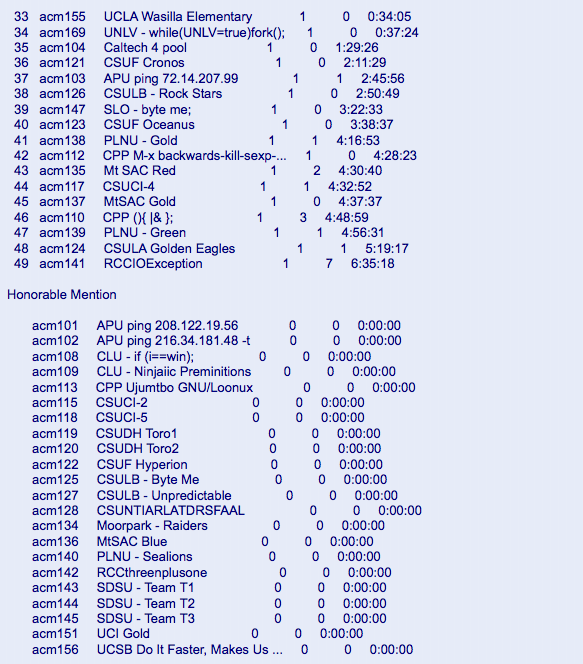 33 acm155 UCLA Wasilla Elementary 1 0 0:34:05
34 acm169 UNLV - while(UNLV=true)fork(); 1 0 0:37:24
35 acm104 Caltech 4 pool 1 0 1:29:26
36 acm121 CSUF Cronos 1 0 2:11:29
37 acm103 APU ping 72.14.207.99 1 1 2:45:56
38 acm126 CSULB - Rock Stars 1 0 2:50:49
39 acm147 SLO - byte me; 1 0 3:22:33
40 acm123 CSUF Oceanus 1 0 3:38:37
41 acm138 PLNU - Gold 1 1 4:16:53
42 acm112 CPP M-x backwards-kill-sexp-... 1 0 4:28:23
43 acm135 Mt SAC Red 1 2 4:30:40
44 acm117 CSUCI-4 1 1 4:32:52
45 acm137 MtSAC Gold 1 0 4:37:37
46 acm110 CPP (){ |& }; 1 3 4:48:59
47 acm139 PLNU - Green 1 1 4:56:31
48 acm124 CSULA Golden Eagles 1 1 5:19:17
49 acm141 RCCIOException 1 7 6:35:18
Honorable Mention
acm101 APU ping 208.122.19.56 0 0 0:00:00
acm102 APU ping 216.34.181.48 -t 0 0 0:00:00
acm108 CLU - if (i==win); 0 0 0:00:00
acm109 CLU - Ninjaiic Preminitions 0 0 0:00:00
acm113 CPP Ujumtbo GNU/Loonux 0 0 0:00:00
acm115 CSUCI-2 0 0 0:00:00
acm118 CSUCI-5 0 0 0:00:00
acm119 CSUDH Toro1 0 0 0:00:00
acm120 CSUDH Toro2 0 0 0:00:00
acm122 CSUF Hyperion 0 0 0:00:00
acm125 CSULB - Byte Me 0 0 0:00:00
acm127 CSULB - Unpredictable 0 0 0:00:00
acm128 CSUNTIARLATDRSFAAL 0 0 0:00:00
acm134 Moorpark - Raiders 0 0 0:00:00
acm136 MtSAC Blue 0 0 0:00:00
acm140 PLNU - Sealions 0 0 0:00:00
acm142 RCCthreenplusone 0 0 0:00:00
acm143 SDSU - Team T1 0 0 0:00:00
acm144 SDSU - Team T2 0 0 0:00:00
acm145 SDSU - Team T3 0 0 0:00:00
acm151 UCI Gold 0 0 0:00:00
acm156 UCSB Do It Faster, Makes Us ... 0 0 0:00:00